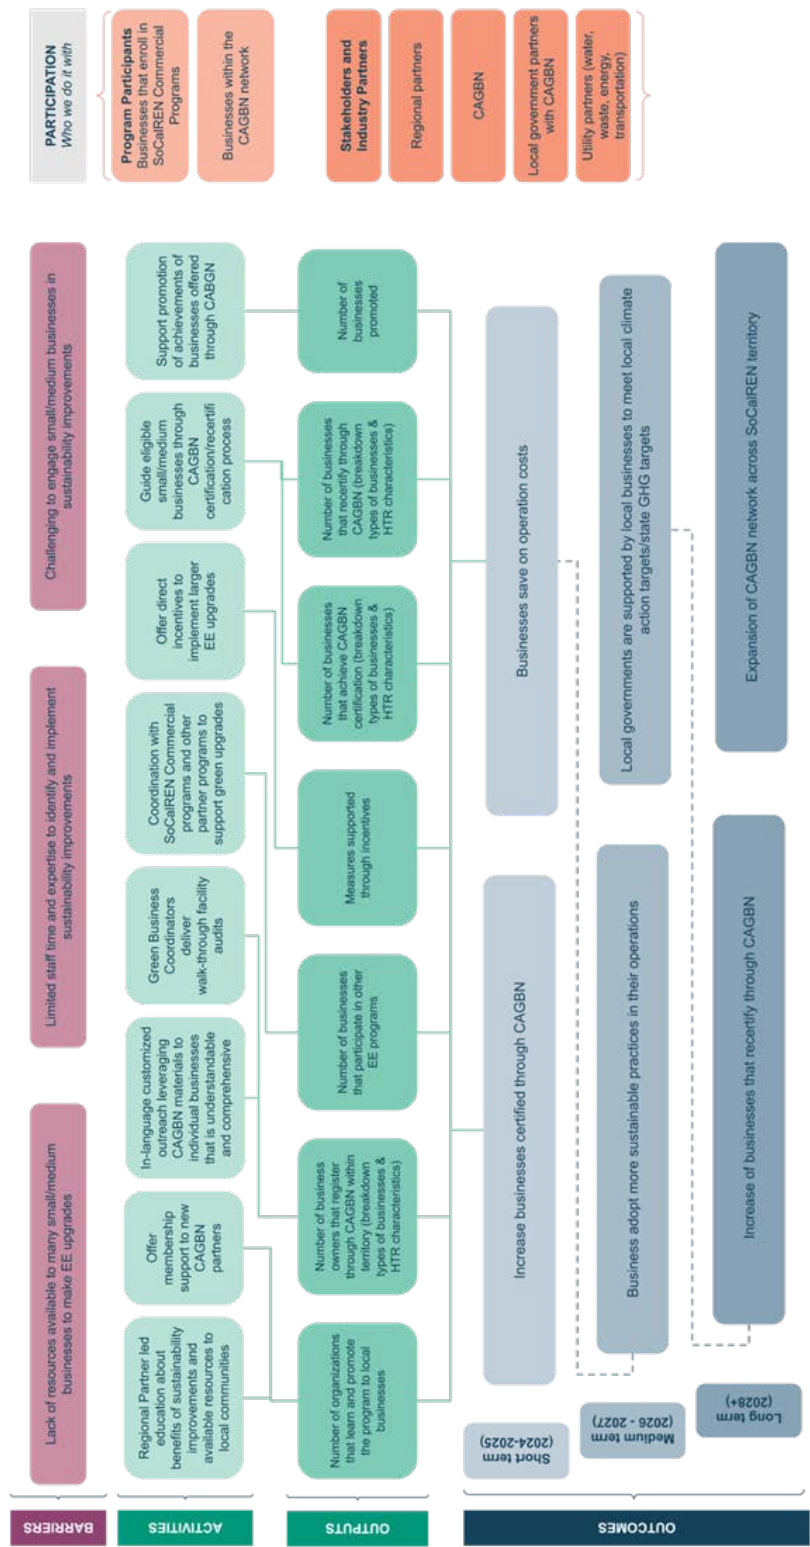 BARRIERS
Lack of resources available to many small/medium
businesses to make EE upgrades
Limited staff time and expertise to identify and implement
sustainability improvements
Challenging to engage small/medium businesses in
sustainability improvements
ACTIVITIES
Regional Partner led
education about
benefits of sustainability
improvements and
available resources to
local communities
Offer
membership
support to new
CAGBN
partners
In-language customized
outreach leveraging
CAGBN materials to
individual businesses
that is understandable
and comprehensive
Green Business
Coordinators
deliver
walk-through facility
audits
Coordination with
SoCalREN Commercial
programs and other
partner programs to
support green upgrades
Offer direct
incentives to
implement larger
EE upgrades
Guide eligible
small/medium
businesses through
CAGBN
certification/recertifi
cation process
Support promotion
of achievements of
businesses offered
through CABGN
OUTPUTS
Number of organizations
that learn and promote
the program to local
businesses
Number of business
owners that register
through CAGBN within
territory (breakdown
types of businesses &
HTR characteristics)
Number of businesses
that participate in other
EE programs
Measures supported
through incentives
Number of businesses
that achieve CAGBN
certification (breakdown
types of businesses &
HTR characteristics)
Number of businesses
that recertify through
CAGBN (breakdown
types of businesses &
HTR characteristics)
Number of
businesses
promoted
OUTCOMES
Short term
(2024-2025)
Increase businesses certified through CAGBN
Businesses save on operation costs
Medium term
(2026 - 2027)
Business adopt more sustainable practices in their operations
Local governments are supported by local businesses to meet local climate
action targets/state GHG targets
Long term
(2028+)
Increase of businesses that recertify through CAGBN
Expansion of CAGBN network across SoCalREN territory
PARTICIPATION
Who we do it with
Program Participants
Businesses that enroll in
SoCalREN Commercial
Programs
Businesses within the
CAGBN network
Stakeholders and
Industry Partners
Regional partners
CAGBN
Local government partners
with CAGBN
Utility partners (water,
waste, energy,
transportation)